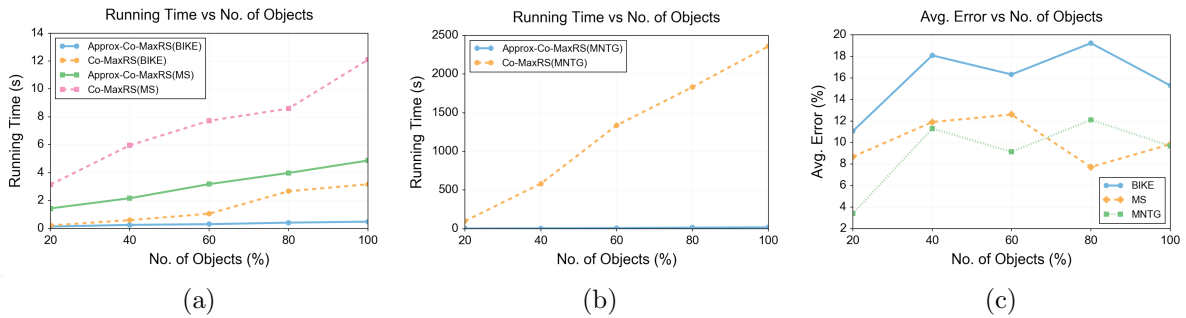 Running Time vs No. of Objects
14
12
10
8
6
4
2
0
Running Time (s)
Approx-Co-MaxRS(BIKE)
Co-MaxRS(BIKE)
Approx-Co-MaxRS(MS)
Co-MaxRS(MS)
20 40 60 80 100
No. of Objects (%)
(a)
Running Time vs No. of Objects
2500
2000
1500
1000
500
0
Running Time (s)
Approx-Co-MaxRS(MNTG)
Co-MaxRS(MNTG)
20 40 60 80 100
No. of Objects (%)
(b)
Avg. Error vs No. of Objects
20
18
16
14
12
10
8
6
4
2
Avg. Error (%)
BIKE
MS
MNTG
20 40 60 80 100
No. of Objects (%)
(c)